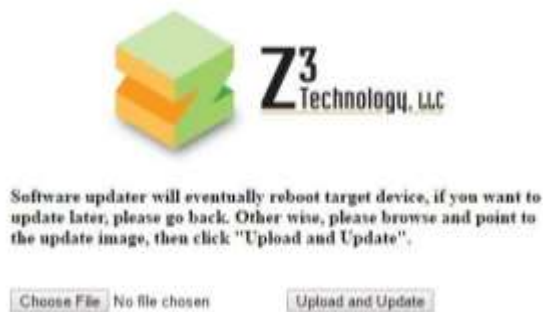 Z3
Technology, LLC
Software updater will eventually reboot target device, if you want to
update later, please go back. Other wise, please browse and point to
the update image, then click "Upload and Update".
Choose File No file chosen Upload and Update